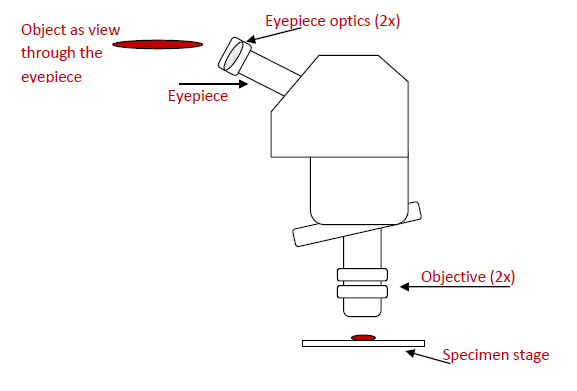 Eyepiece optics (2x)
Object as view
through the
eyepiece
Eyepiece
Objective (2x)
Specimen stage